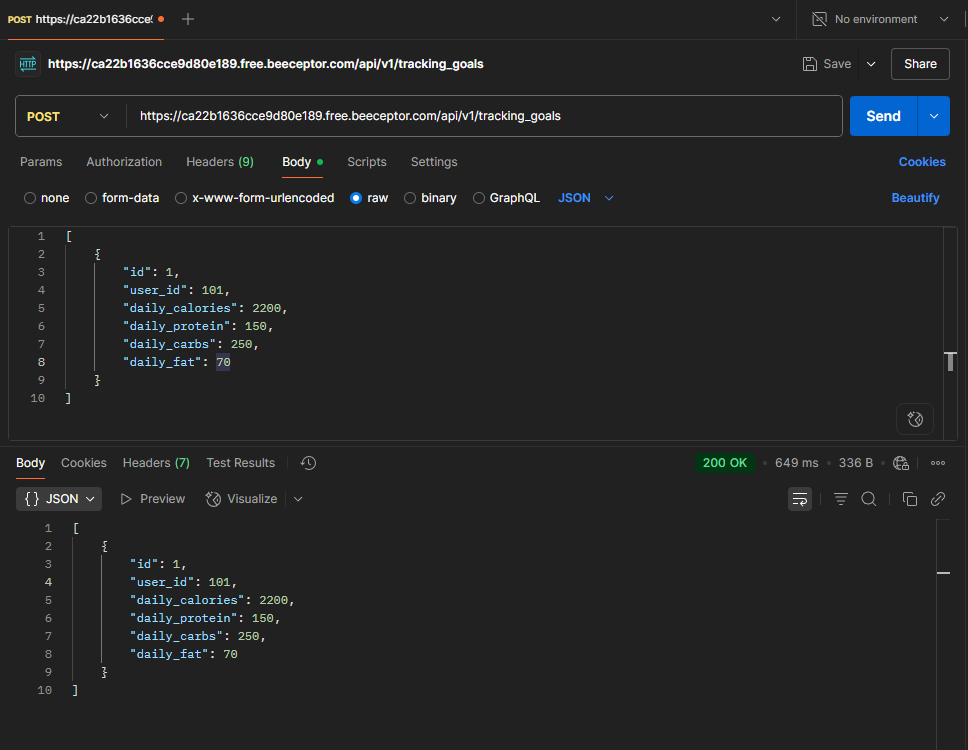 POST https://ca22b1636cce9
No environment
HTTP https://ca22b1636cce9d80e189.free.beeceptor.com/api/v1/tracking_goals Save Share
POST https://ca22b1636cce9d80e189.free.beeceptor.com/api/v1/tracking_goals Send
Params Authorization Headers (9) Body Scripts Settings Cookies
none form-data x-www-form-urlencoded raw binary GraphQL JSON Beautify
1 [
2 {
3 "id": 1,
4 "user_id": 101,
5 "daily_calories": 2200,
6 "daily_protein": 150,
7 "daily_carbs": 250,
8 "daily_fat": 70
9 }
10 ]
Body Cookies Headers (7) Test Results 200 OK • 649 ms • 336 B •
{} JSON Preview Visualize
1 [
2 {
3 "id": 1,
4 "user_id": 101,
5 "daily_calories": 2200,
6 "daily_protein": 150,
7 "daily_carbs": 250,
8 "daily_fat": 70
9 }
10 ]